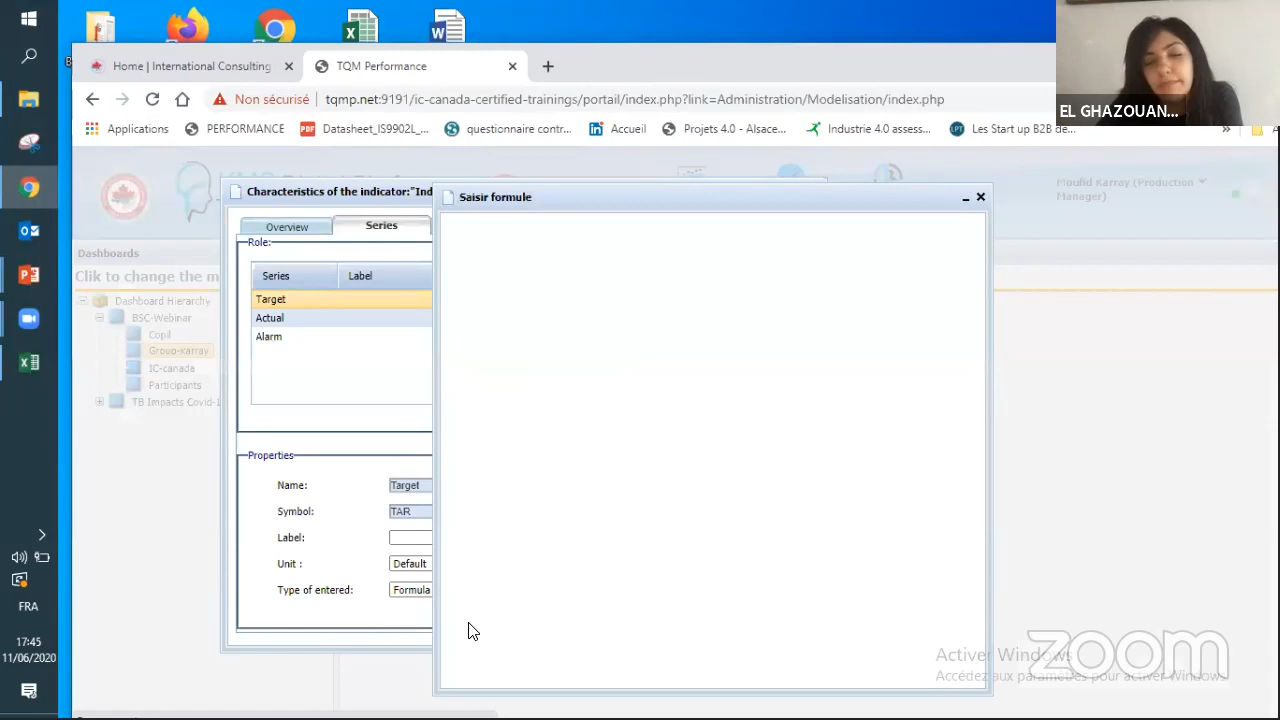 Home | International Consulting
TQM Performance
Non sécurisé
tqmp.net:9191/ic-canada-certified-trainings/portail/index.php?link=Administration/Modelisation/index.php
EL GHAZOUAN...
Applications
PERFORMANCE
PDF
Datasheet_IS9902L_...
questionnaire contr...
Accueil
Projets 4.0 - Alsace...
Industrie 4.0 assess...
LPT
Les Start up B2B de...
»
Moulid Karray (Production Manager)
Characteristics of the indicator:"Ind
Saisir formule
Overview
Series
Role:
Series
Label
Target
Actual
Alarm
Dashboards
Clik to change the m
Dashboard Hierarchy
BSC-Webinar
Copil
Group-karray
IC-canada
Participants
TB Impacts Covid-1
Properties
Name:
Target
Symbol:
TAR
Label:
Unit :
Default
Type of entered:
Formula
FRA
17:45
11/06/2020
Activer Windows
Accédez aux paramètres pour activer Windows.
zoom